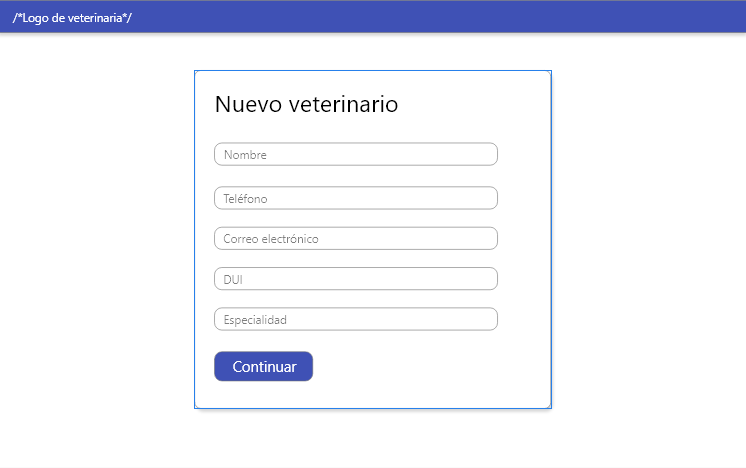 /*Logo de veterinaria*/
Nuevo veterinario
Nombre
Teléfono
Correo electrónico
DUI
Especialidad
Continuar